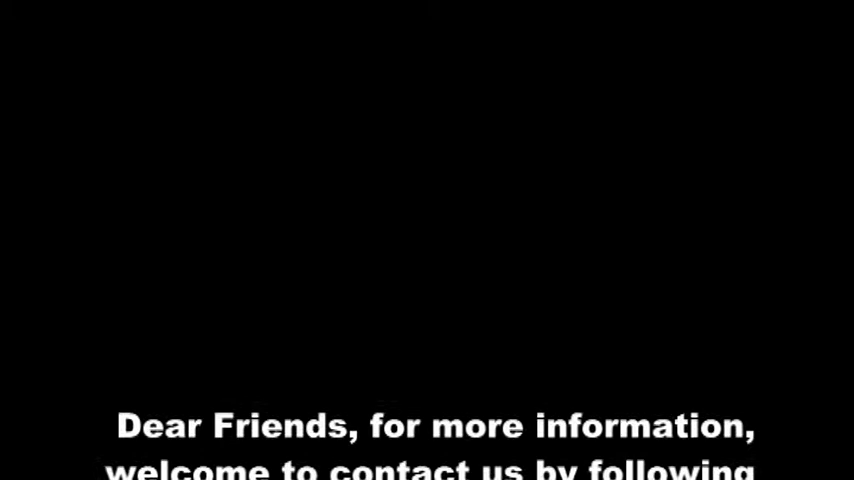 Dear Friends, for more information,
welcome to contact us by following